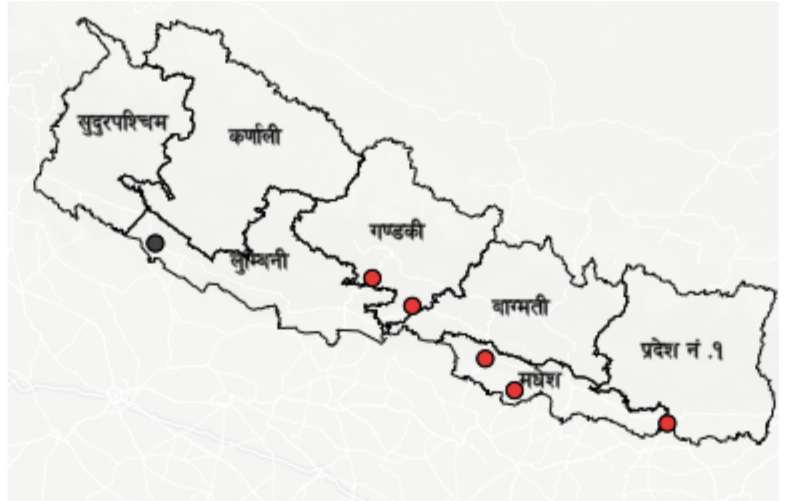 सुदुरपश्चिम
कर्णाली
गण्डकी
लुम्बिनी
बाग्मती
प्रदेश नं .१
मधेश